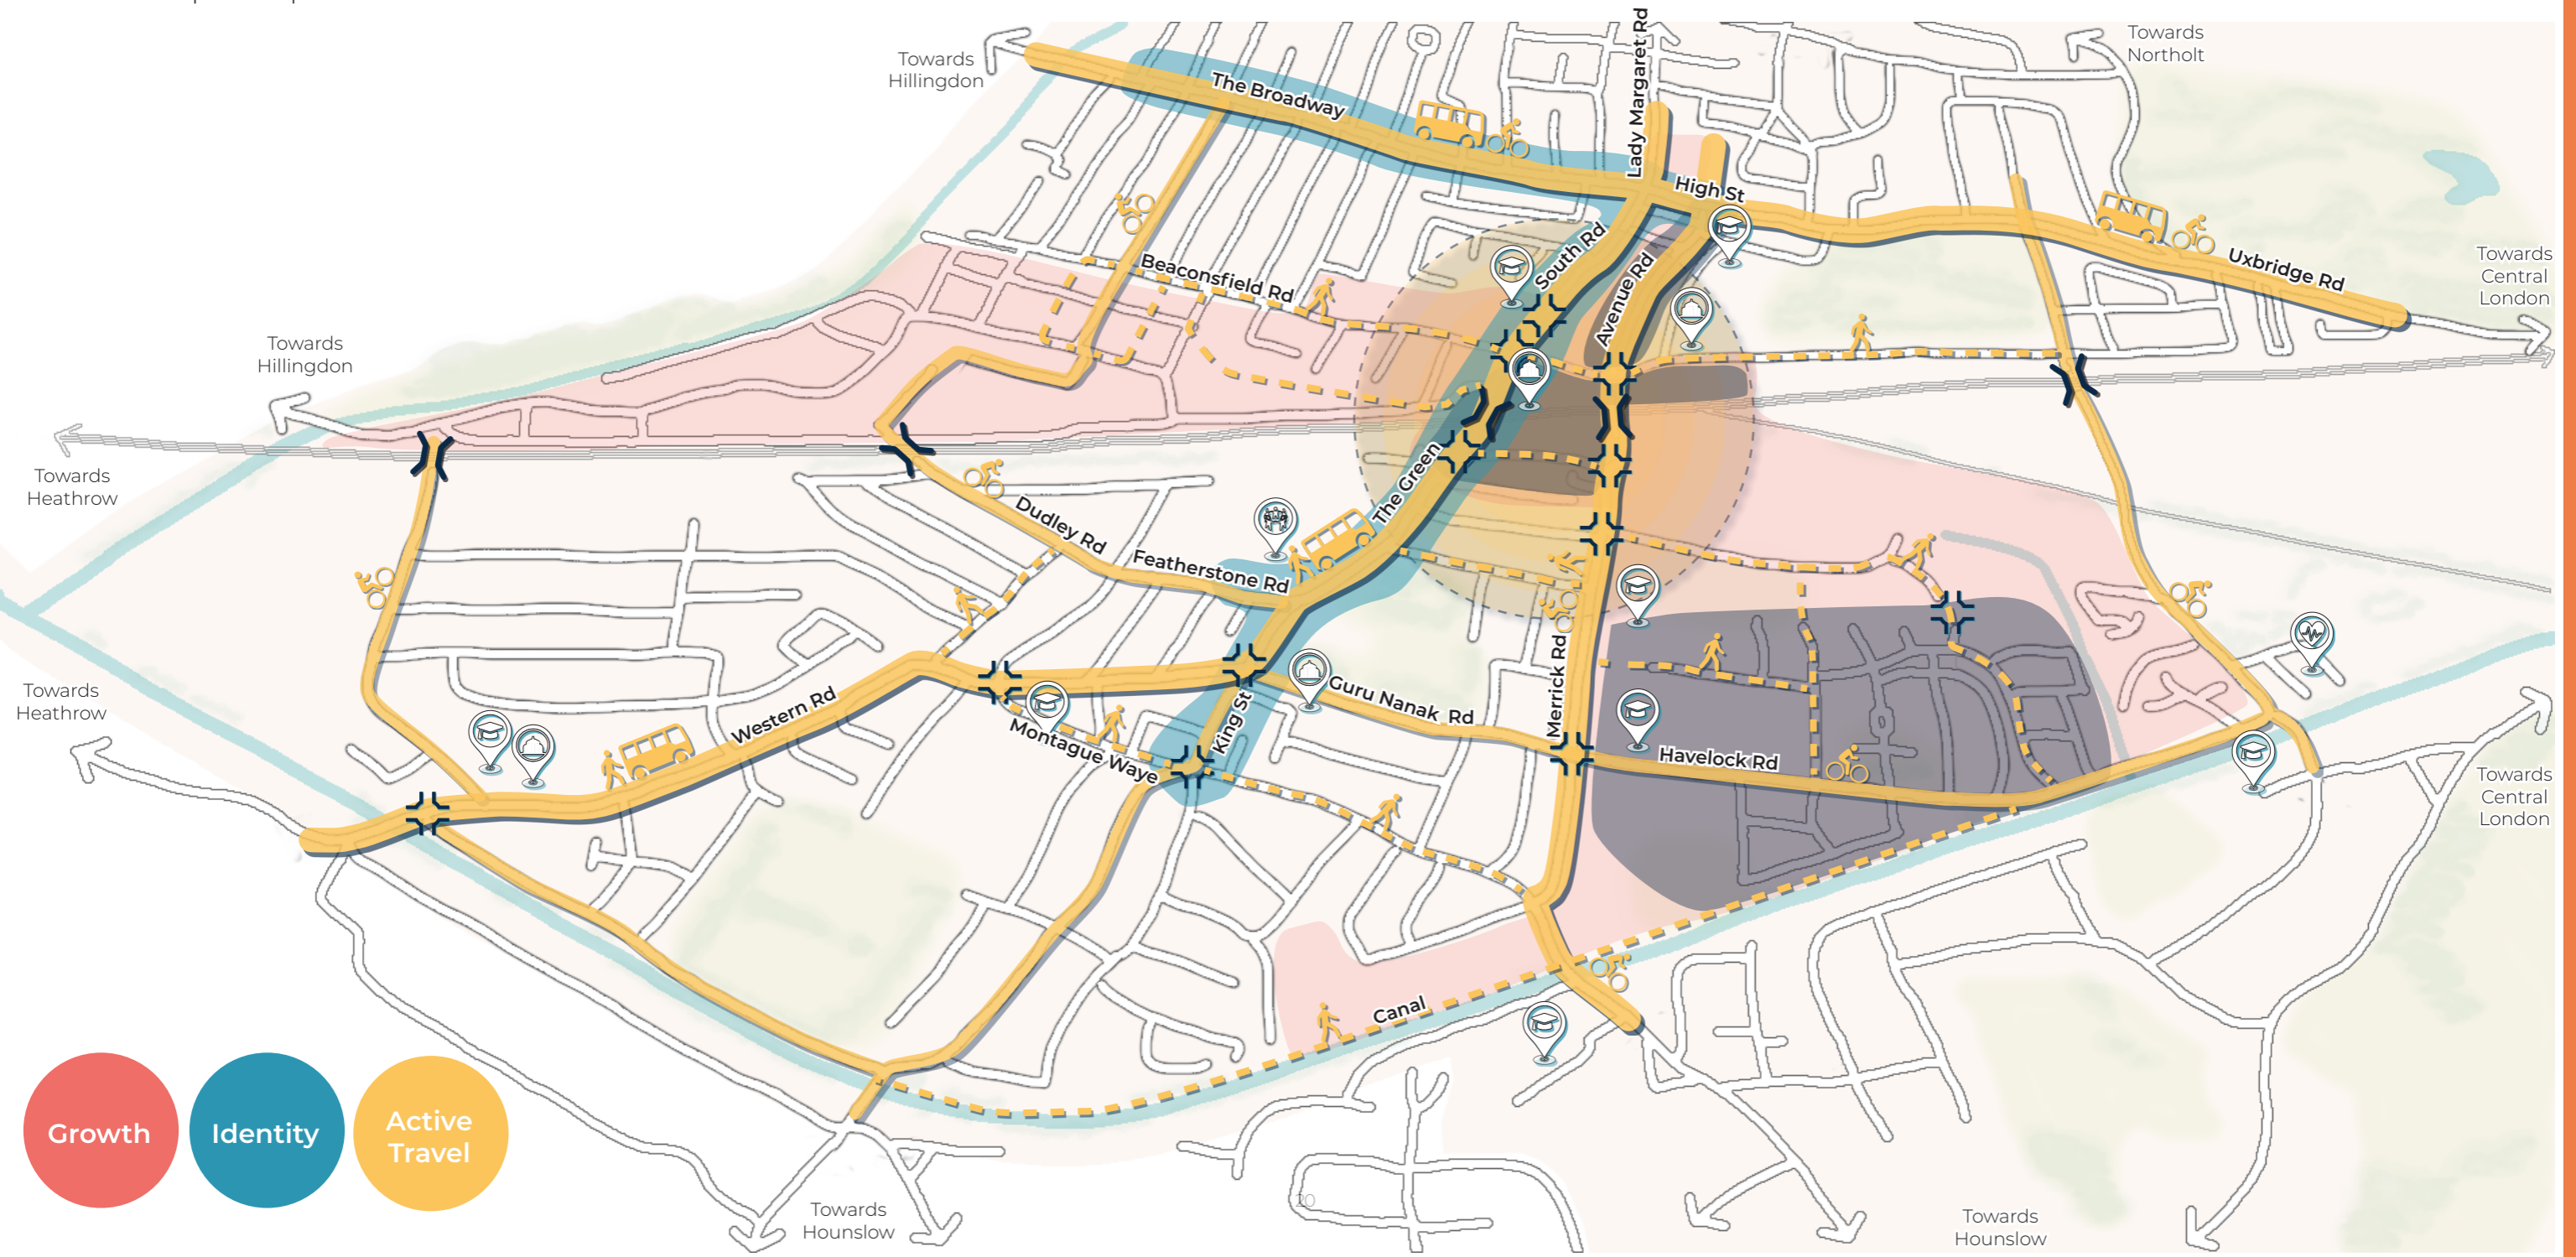 Towards
Hillingdon
Lady Margaret Rd
Towards
Northolt
The Broadway
High St
South Rd
Avenue Rd
Beaconsfield Rd
Uxbridge Rd
Towards
Central
London
Towards
Hillingdon
Towards
Heathrow
The Green
Dudley Rd
Featherstone Rd
Towards
Heathrow
Western Rd
Montague Waye
King St
Guru Nanak Rd
Merrick Rd
Havelock Rd
Towards
Central
London
Canal
Growth
Identity
Active
Travel
Towards
Hounslow
20
Towards
Hounslow